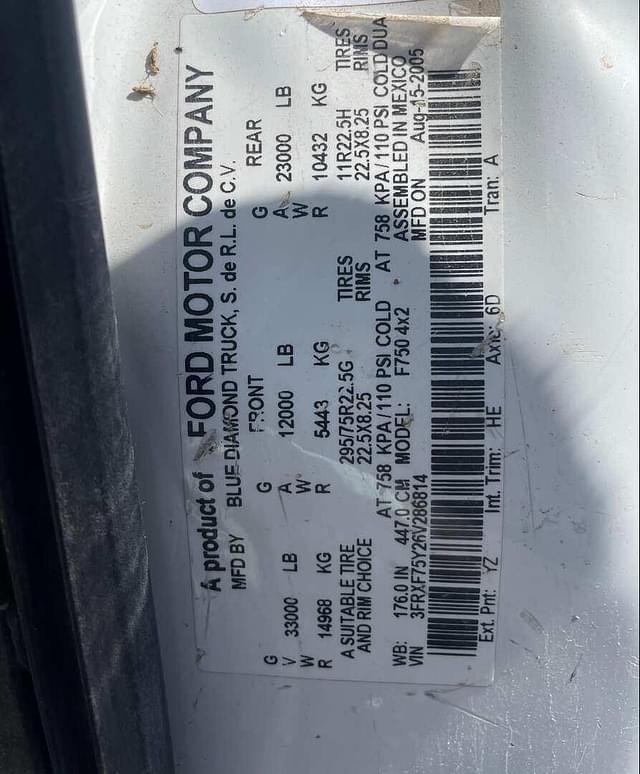 A product of FORD MOTOR COMPANY
MFD BY BLUE DIAMOND TRUCK, S. de R.L. de C.V.
FRONT REAR
GVWR 33000 LB 14968 KG
GAWR 12000 LB 5443 KG
GAWR 23000 LB 10432 KG
A SUITABLE TIRE 295/75R22.5G TIRES 11R22.5H TIRES
AND RIM CHOICE 22.5X8.25 RIMS 22.5X8.25 RIMS
AT 758 KPA/110 PSI COLD AT 758 KPA/110 PSI COLD DUA
WB: 176.0 IN 447.0 CM MODEL: F750 4x2 ASSEMBLED IN MEXICO
VIN 3FRXF75Y26V286814 MFD ON Aug-15-2005
Ext. Pnt: YZ Int. Trim: HE Axle: 6D Tran: A